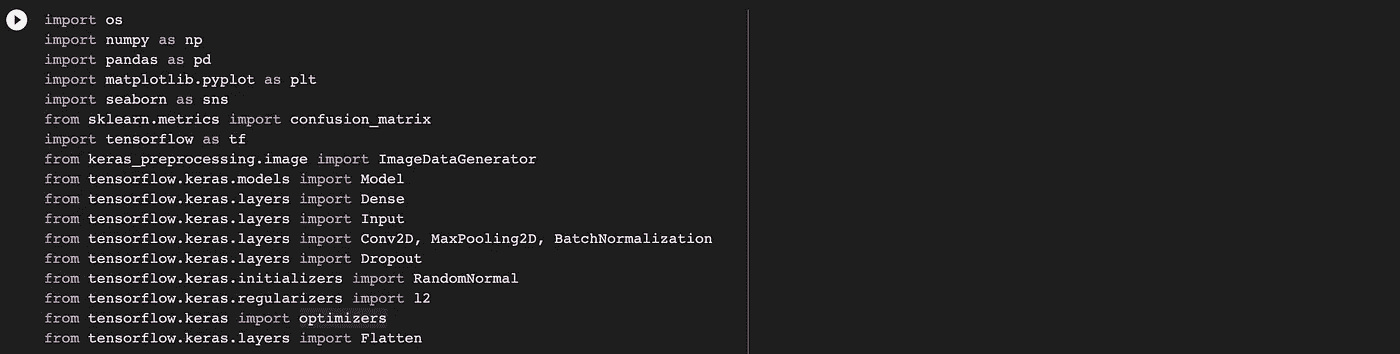 import os
import numpy as np
import pandas as pd
import matplotlib.pyplot as plt
import seaborn as sns
from sklearn.metrics import confusion_matrix
import tensorflow as tf
from keras_preprocessing.image import ImageDataGenerator
from tensorflow.keras.models import Model
from tensorflow.keras.layers import Dense
from tensorflow.keras.layers import Input
from tensorflow.keras.layers import Conv2D, MaxPooling2D, BatchNormalization
from tensorflow.keras.layers import Dropout
from tensorflow.keras.initializers import RandomNormal
from tensorflow.keras.regularizers import l2
from tensorflow.keras import optimizers
from tensorflow.keras.layers import Flatten